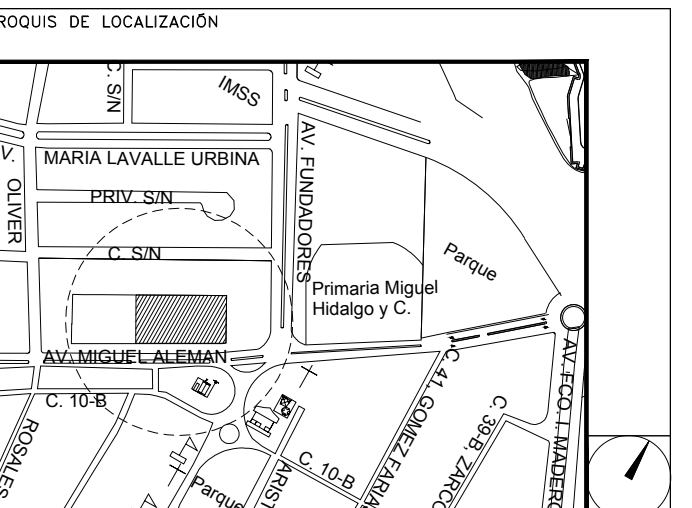 ROQUIS DE LOCALIZACIÓN
C. S/N
IMSS
V.
MARIA LAVALLE URBINA
AV. FUNDADORES
OLIVER
PRIV. S/N
C. S/N
Parque
Primaria Miguel
Hidalgo y C.
AV. MIGUEL ALEMAN
C. 10-B
C. 41, GOMEZ FARIAS
C. 39-B, ZARCO
AV. FCO. I. MADERO
ROSALES
C. 10-B
Parque
ARIST